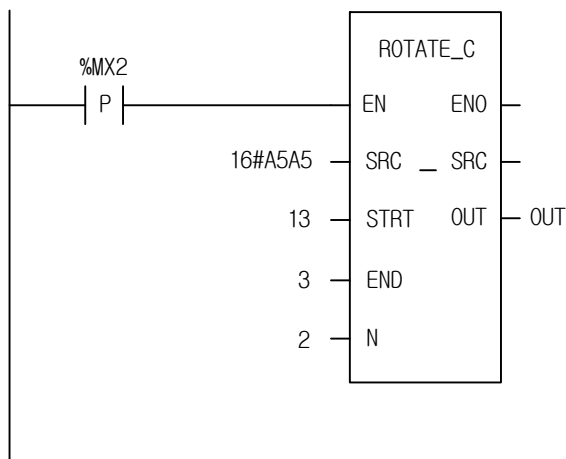 ROTATE_C
%MX2
P
EN ENO
16#A5A5 SRC _ SRC
13 STRT OUT OUT
3 END
2 N